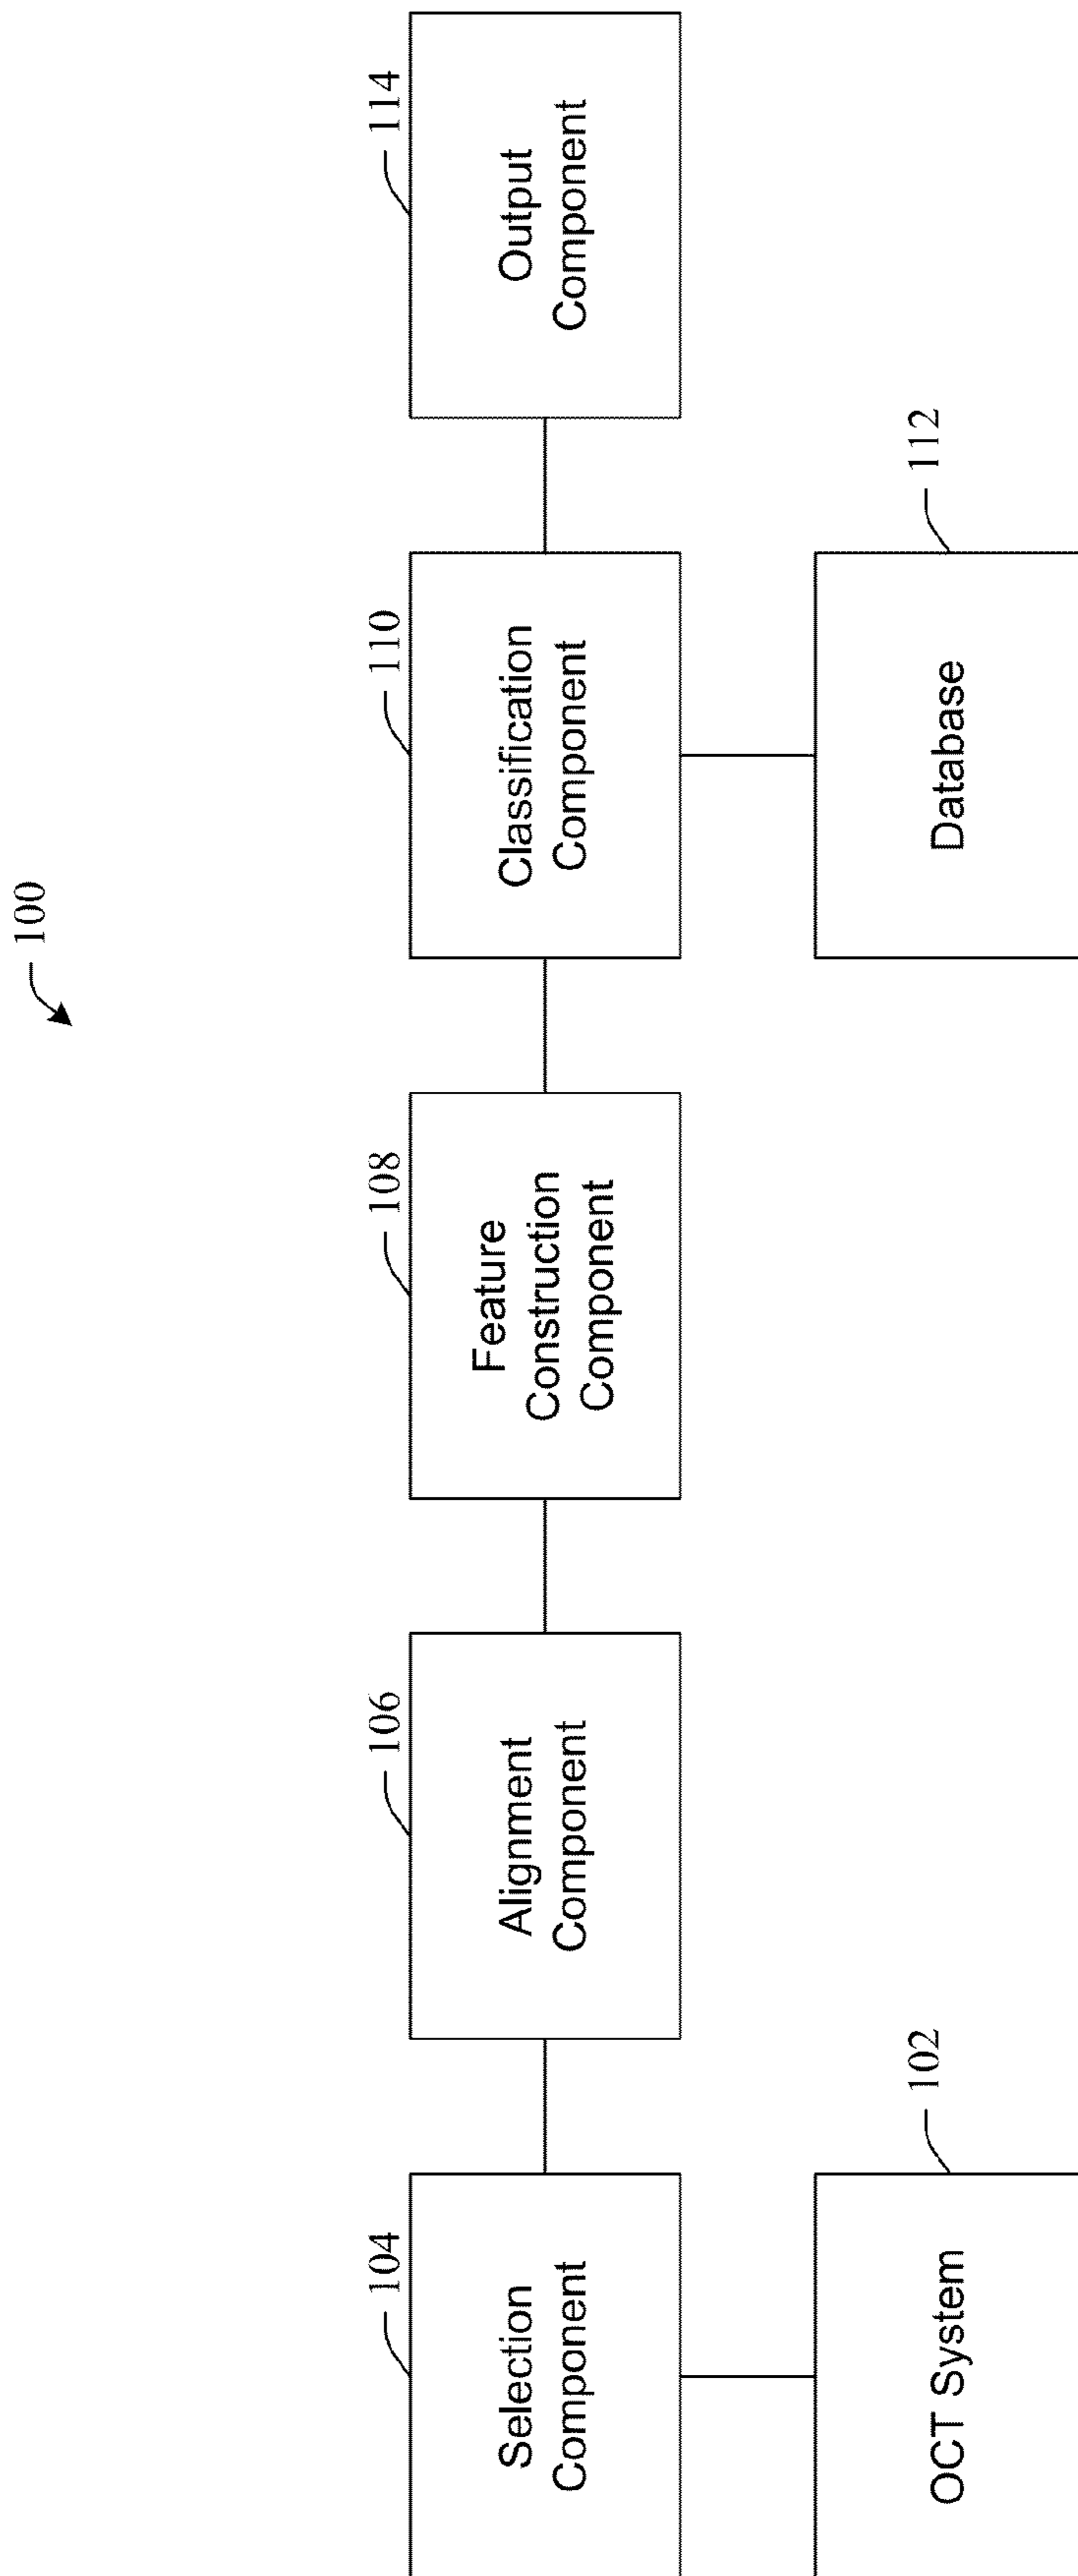 100
104
Selection
Component
106
Alignment
Component
108
Feature
Construction
Component
110
Classification
Component
114
Output
Component
102
OCT System
112
Database